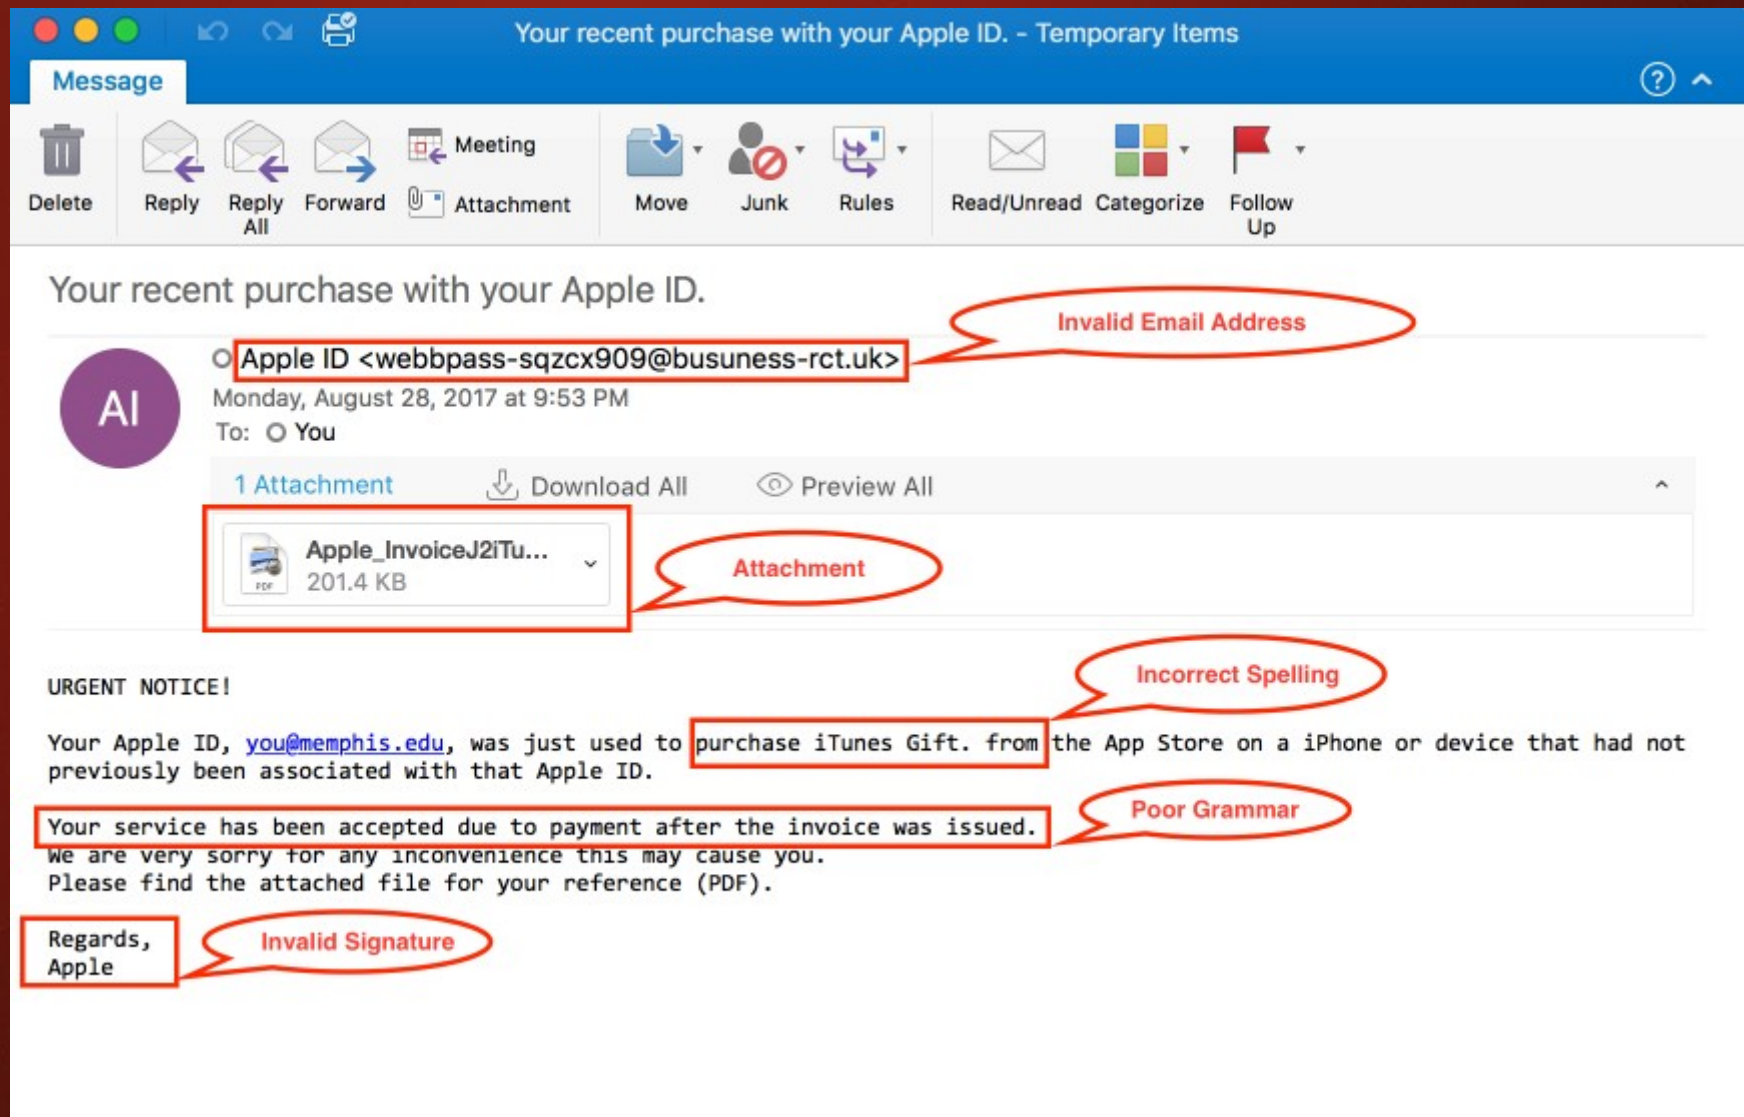 Your recent purchase with your Apple ID. - Temporary Items
Message
?
Delete
Reply
Reply All
Forward
Meeting
Attachment
Move
Junk
Rules
Read/Unread
Categorize
Follow Up
Your recent purchase with your Apple ID.
Invalid Email Address
AI
Apple ID <webbpass-sqzcx909@busuness-rct.uk>
Monday, August 28, 2017 at 9:53 PM
To: You
1 Attachment Download All Preview All
PDF
Apple_InvoiceJ2iTu...
201.4 KB
Attachment
Incorrect Spelling
URGENT NOTICE!
Your Apple ID, you@memphis.edu, was just used to purchase iTunes Gift. from the App Store on a iPhone or device that had not
previously been associated with that Apple ID.
Poor Grammar
Your service has been accepted due to payment after the invoice was issued.
We are very sorry for any inconvenience this may cause you.
Please find the attached file for your reference (PDF).
Regards,
Apple
Invalid Signature